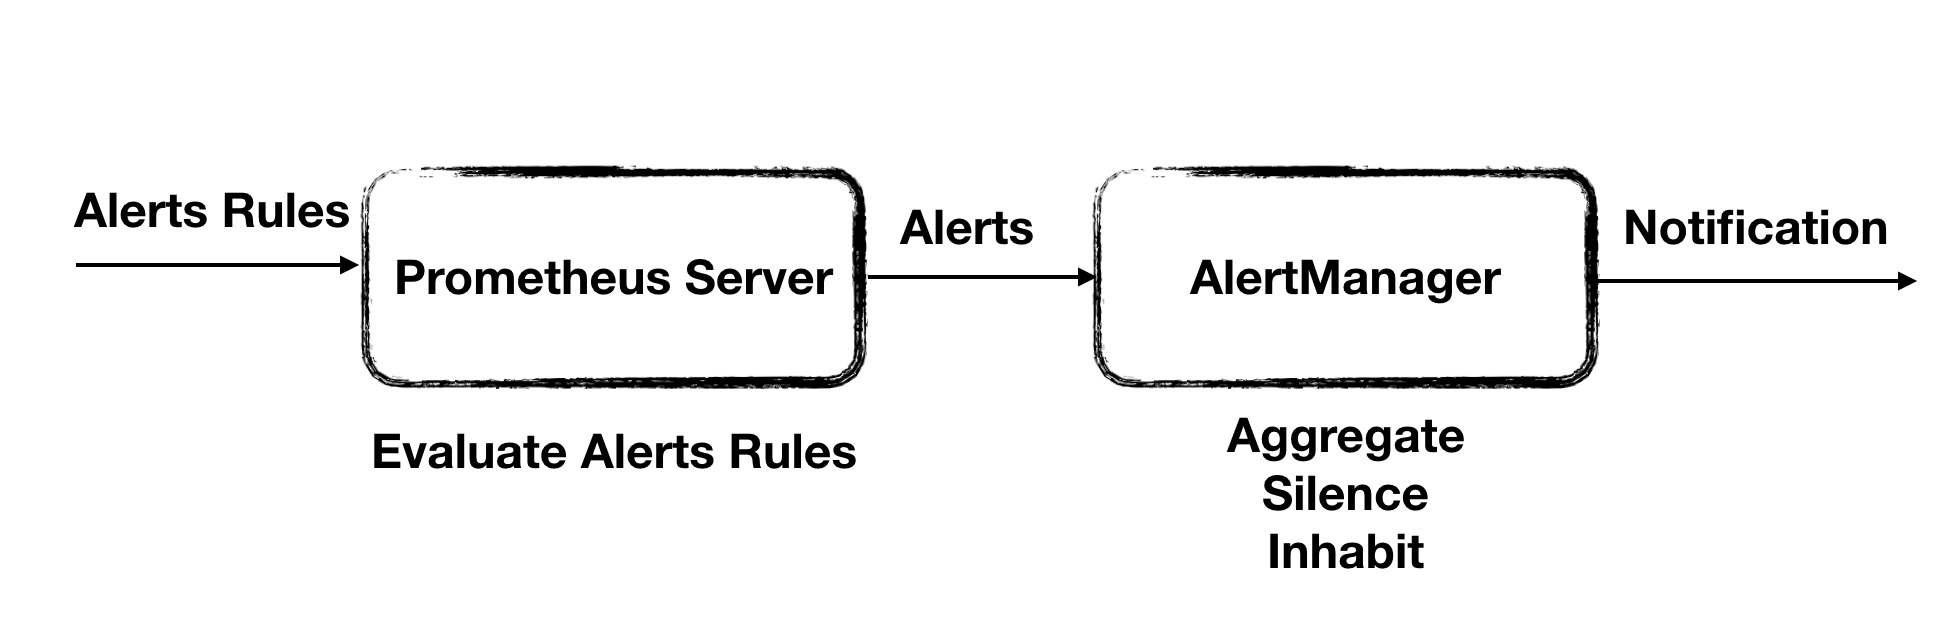 Alerts Rules
Prometheus Server
Evaluate Alerts Rules
Alerts
AlertManager
Aggregate
Silence
Inhabit
Notification